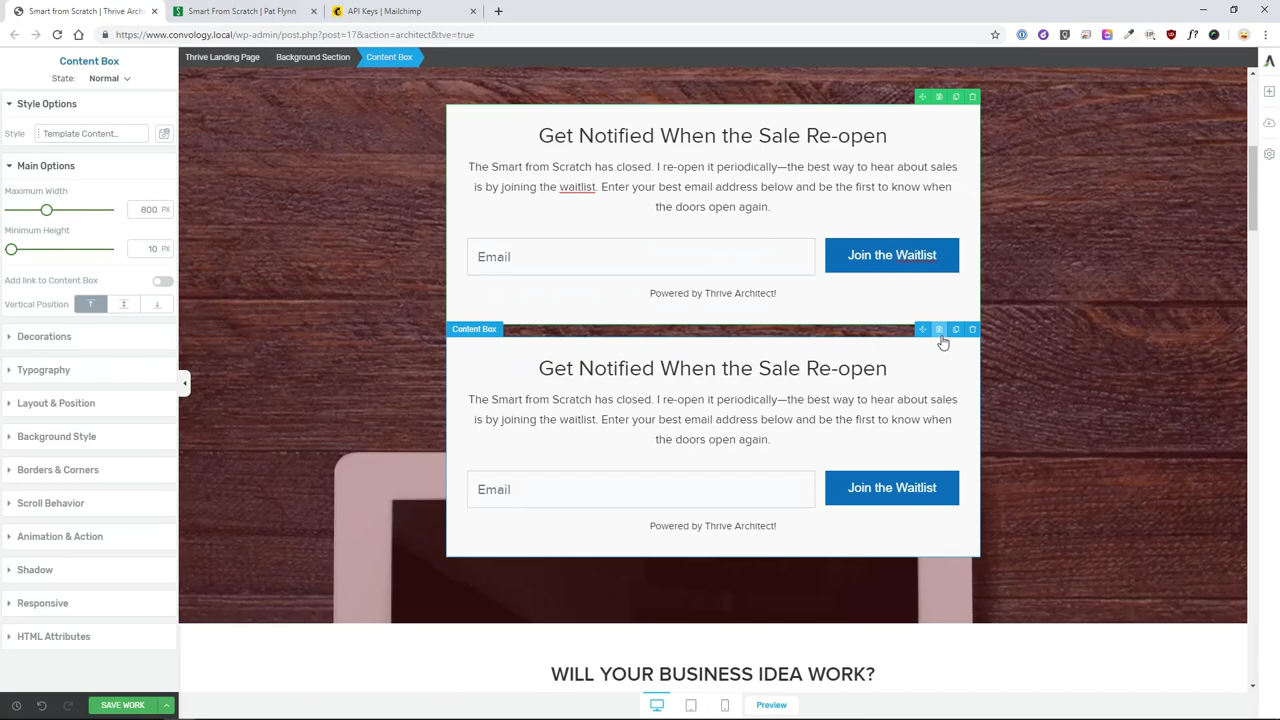 Smart From Scratch | Thrive Archi
Smart From Scratch | Pat Flynn
API Keys | Mailchimp
https://www.convology.local/wp-admin/post.php?post=17&action=architect&tve=true
Content Box
State: Normal
Thrive Landing Page
Background Section
Content Box
Style Options
Style Template Content...
Main Options
Maximum Width
800 PX
Minimum Height
10 PX
Add link to Content Box
Vertical Position
Decorations
Typography
Layout & Position
Background Style
Borders & Corners
Scroll Behavior
Animation & Action
Shadow
Responsive
HTML Attributes
SAVE WORK
Get Notified When the Sale Re-open
The Smart from Scratch has closed. I re-open it periodically—the best way to hear about sales
is by joining the waitlist. Enter your best email address below and be the first to know when
the doors open again.
Email
Join the Waitlist
Powered by Thrive Architect!
Content Box
Get Notified When the Sale Re-open
The Smart from Scratch has closed. I re-open it periodically—the best way to hear about sales
is by joining the waitlist. Enter your best email address below and be the first to know when
the doors open again.
Email
Join the Waitlist
Powered by Thrive Architect!
WILL YOUR BUSINESS IDEA WORK?
Preview